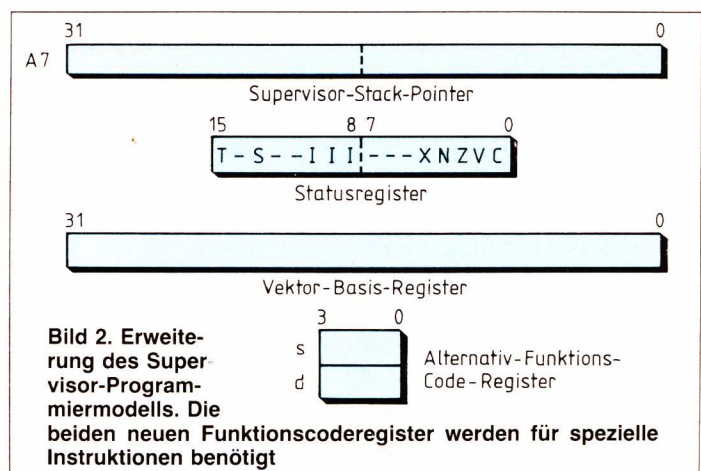 31 0
A7
Supervisor-Stack-Pointer
15 8 7 0
T - S - - I I I - - - X N Z V C
Statusregister
31 0
Vektor-Basis-Register
3 0
s
d
Alternativ-Funktions-
Code-Register
Bild 2. Erweite-
rung des Super-
visor-Program-
miermodells. Die
beiden neuen Funktionscoderegister werden für spezielle
Instruktionen benötigt